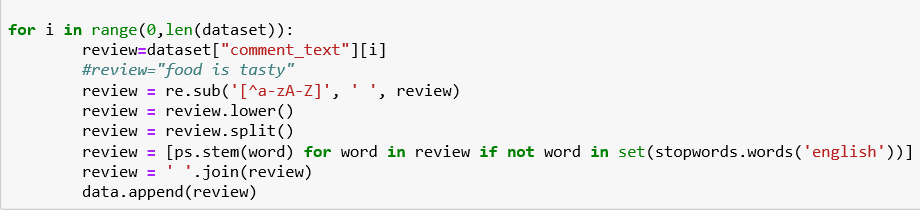 for i in range(0,len(dataset)):
        review=dataset["comment_text"][i]
        #review="food is tasty"
        review = re.sub('[^a-zA-Z]', ' ', review)
        review = review.lower()
        review = review.split()
        review = [ps.stem(word) for word in review if not word in set(stopwords.words('english'))]
        review = ' '.join(review)
        data.append(review)